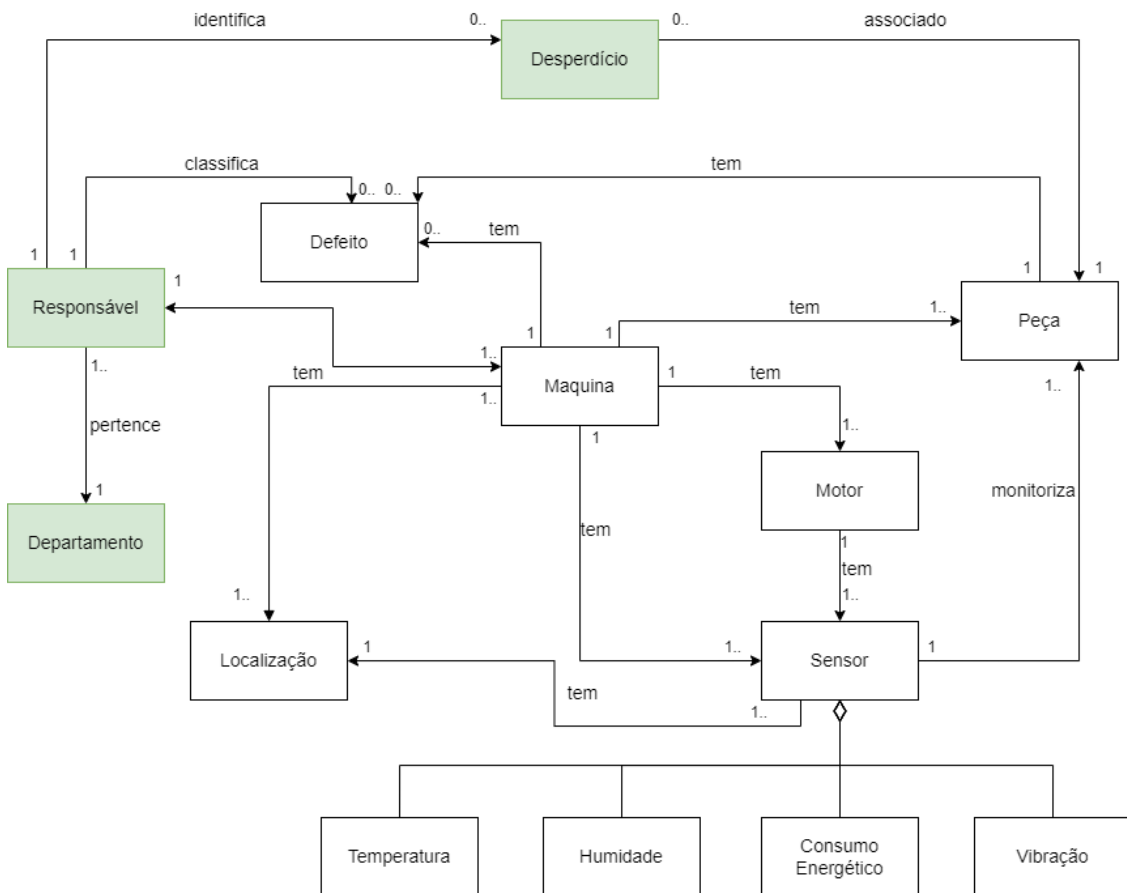 identifica
0..
0..
associado
Desperdício
classifica
tem
0..
0..
Defeito
0..
tem
1
1
1
1
1
Responsável
tem
1..
Peça
1
1
1..
tem
Maquina
1
tem
1..
1..
1..
pertence
1
1..
1
Motor
monitoriza
Departamento
tem
1
tem
1..
1..
Localização
1
1..
Sensor
1
tem
1..
Temperatura
Humidade
Consumo
Energético
Vibração